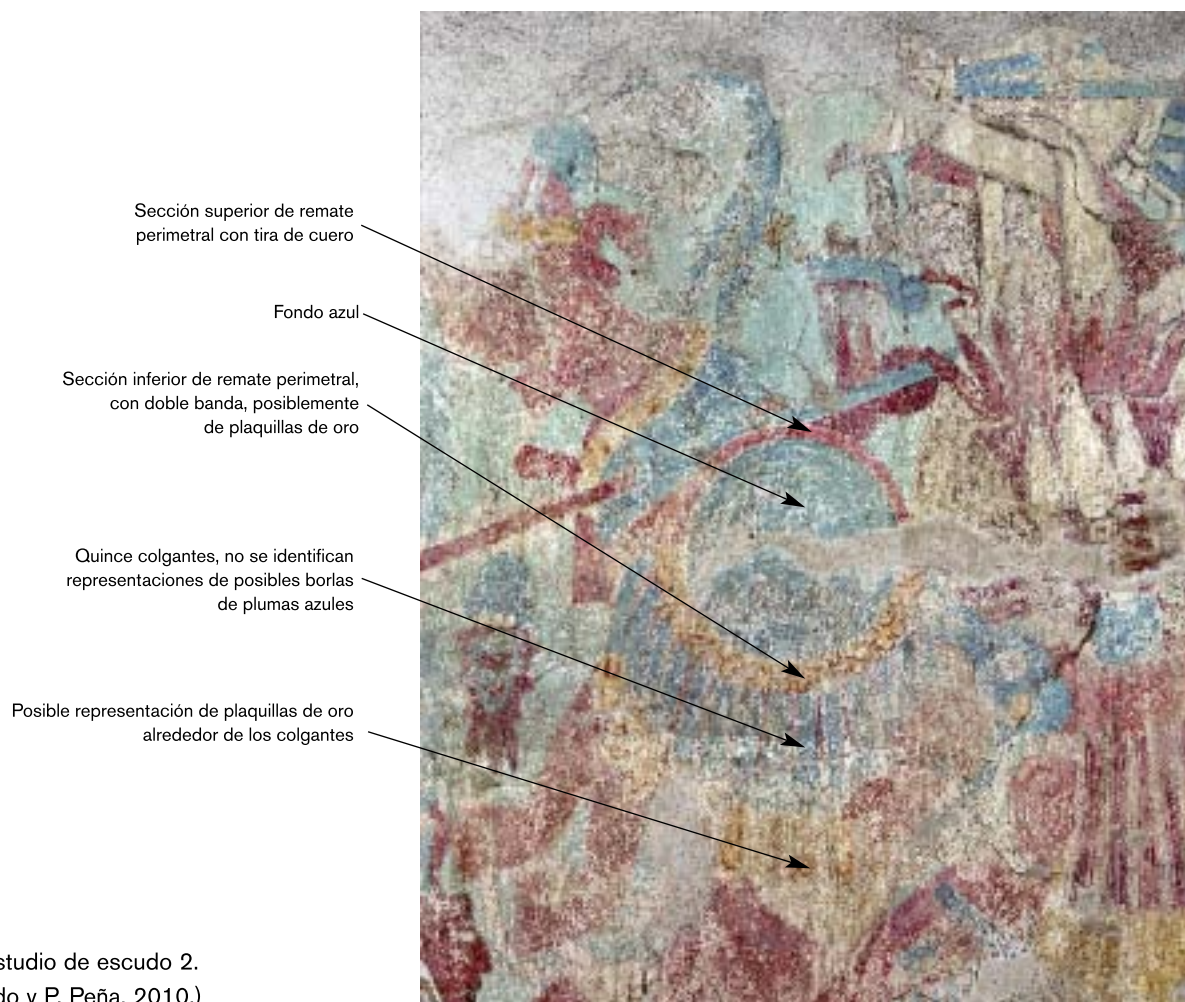 Sección superior de remate
perimetral con tira de cuero
Fondo azul
Sección inferior de remate perimetral,
con doble banda, posiblemente
de plaquillas de oro
Quince colgantes, no se identifican
representaciones de posibles borlas
de plumas azules
Posible representación de plaquillas de oro
alrededor de los colgantes
studio de escudo 2.
do y P. Peña, 2010.)